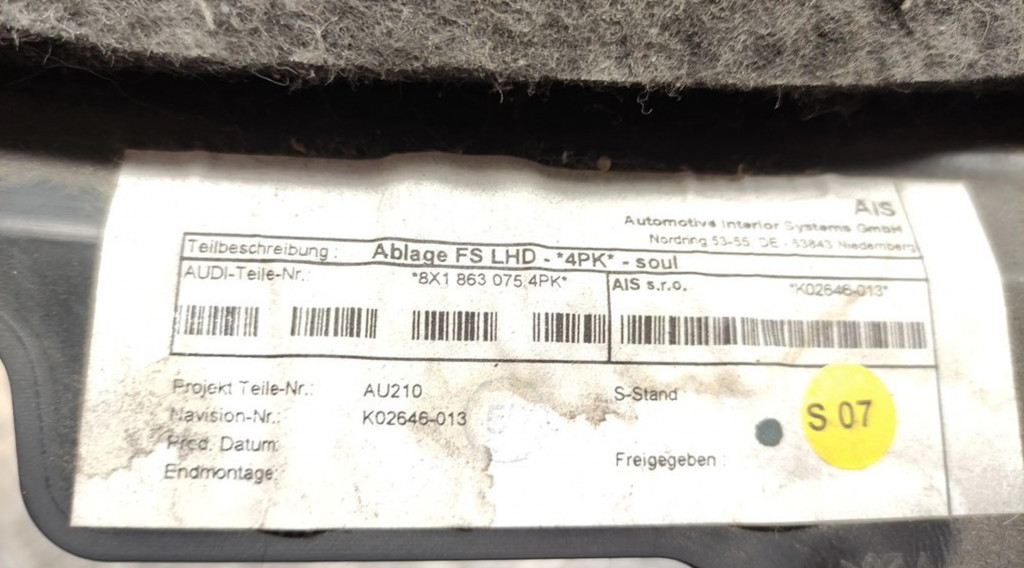 AIS
Automotive Interior Systems GmbH
Nordring 53-55, DE - 63843 Niedernberg
Teilbeschreibung : Ablage FS LHD - *4PK* - soul
AUDI-Teile-Nr.: *8X1 863 075 4PK* AIS s.r.o. *K02646-013*
Projekt Teile-Nr.: AU210 S-Stand
Navision-Nr.: K02646-013 S 07
Prod. Datum:
Endmontage: Freigegeben :